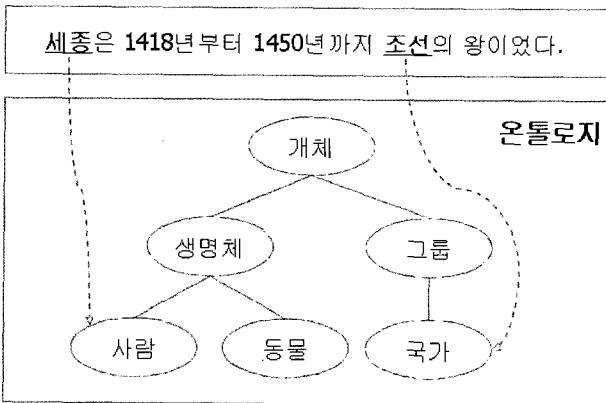 세종은 1418년부터 1450년까지 조선의 왕이었다.
온톨로지
개체
생명체 그룹
사람 동물 국가